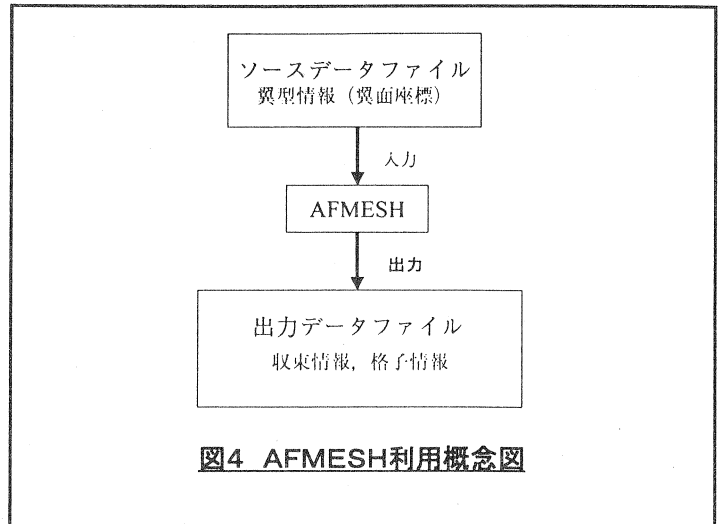 ソースデータファイル
翼型情報（翼面座標）
入力
AFMESH
出力
出力データファイル
収束情報，格子情報
図4 AFMESH利用概念図